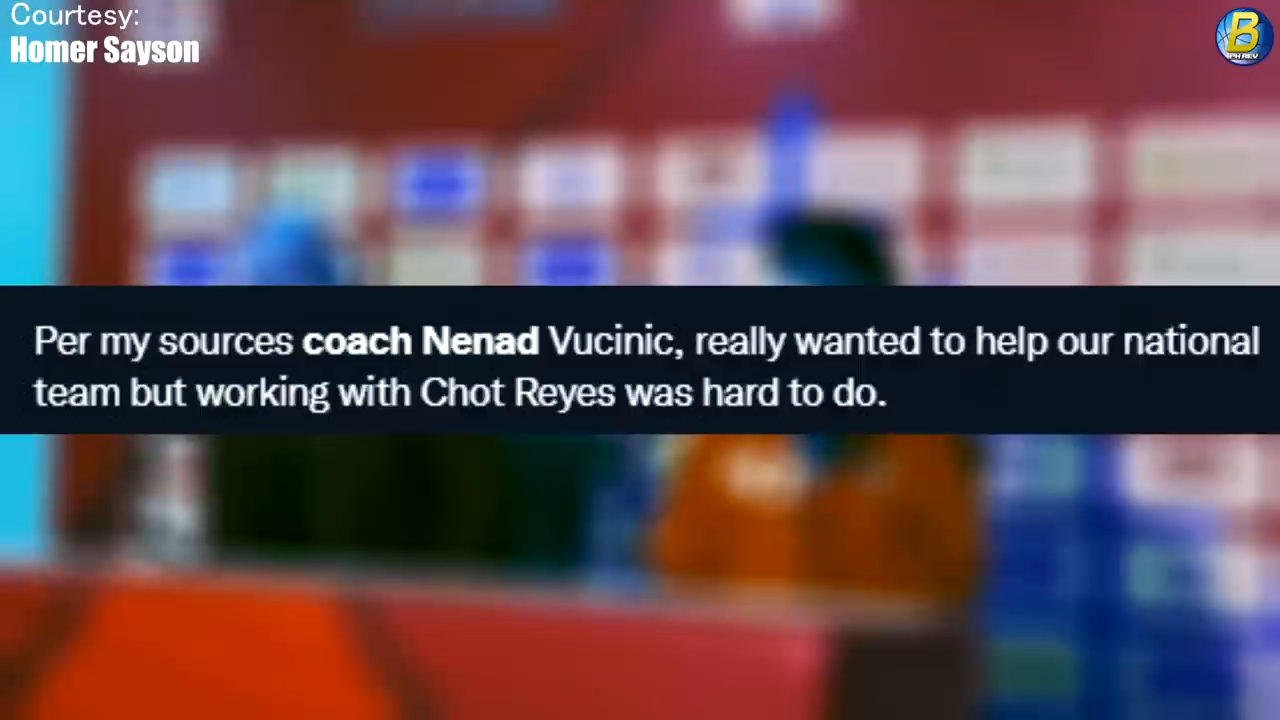 Courtesy:
Homer Sayson
B
Per my sources coach Nenad Vucinic, really wanted to help our national
team but working with Chot Reyes was hard to do.